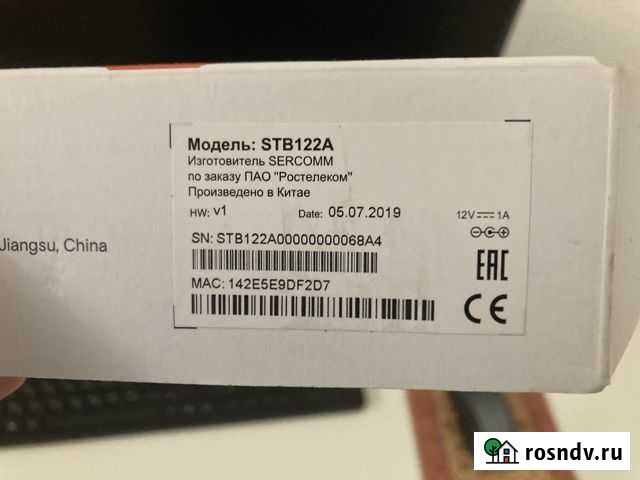 Модель: STB122A
Изготовитель SERCOMM
по заказу ПАО "Ростелеком"
Произведено в Китае
HW: v1 Date: 05.07.2019
12V 1A
Jiangsu, China
SN: STB122A00000000068A4
EAC
MAC: 142E5E9DF2D7
CE
rosndv.ru